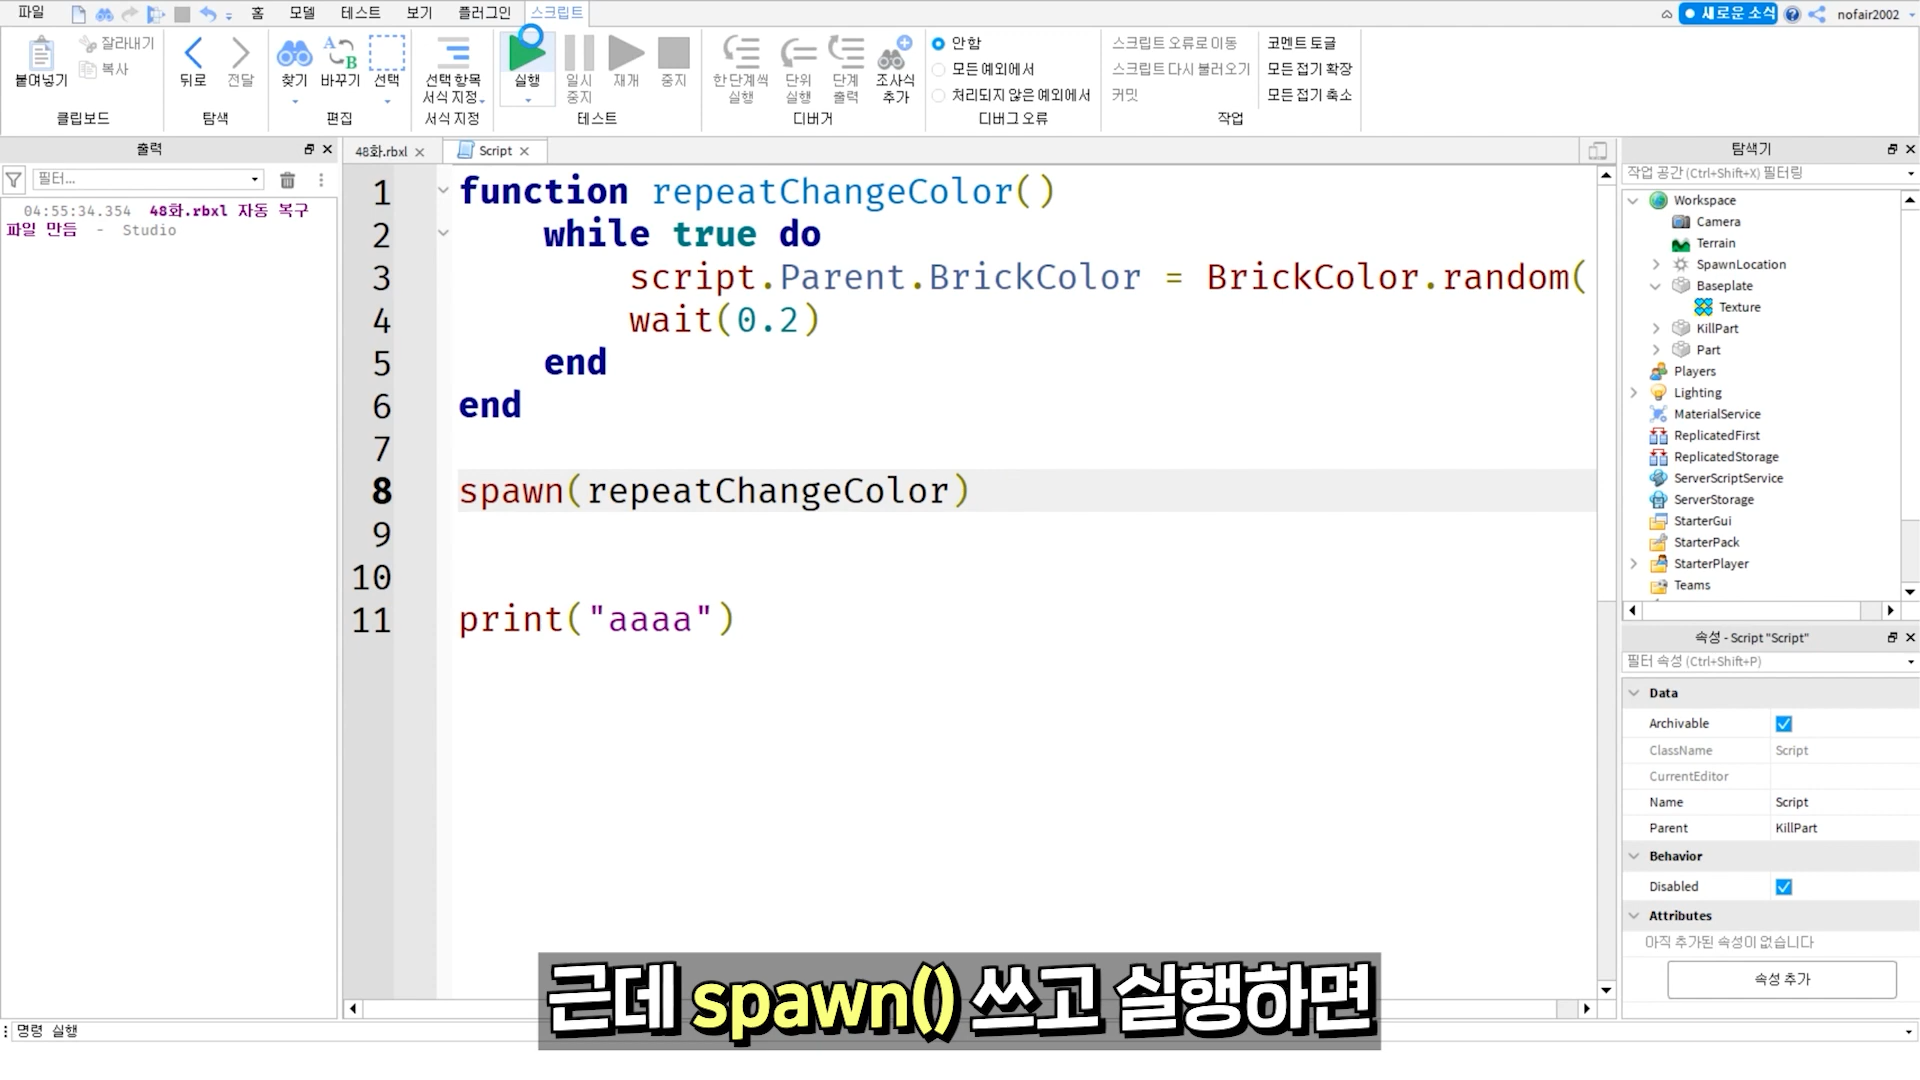 파일
홈
모델
테스트
보기
플러그인
스크립트
새로운 소식
nofair2002
붙여넣기
잘라내기
복사
클립보드
뒤로
전달
탐색
찾기
바꾸기
선택
편집
선택 항목
서식 지정
서식 지정
실행
일시
중지
재개
중지
테스트
한 단계씩
실행
단위
실행
단계
출력
조사식
추가
디버거
안함
모든 예외에서
처리되지 않은 예외에서
디버그 오류
스크립트 오류로 이동
스크립트 다시 불러오기
커밋
코멘트 토글
모든 접기 확장
모든 접기 축소
작업
출력
필터...
04:55:34.354 48화.rbxl 자동 복구
파일 만듬 - Studio
48화.rbxl
Script
1 function repeatChangeColor()
2 while true do
3 script.Parent.BrickColor = BrickColor.random(
4 wait(0.2)
5 end
6 end
7
8 spawn(repeatChangeColor)
9
10
11 print("aaaa")
탐색기
작업 공간 (Ctrl+Shift+X) 필터링
Workspace
Camera
Terrain
SpawnLocation
Baseplate
Texture
KillPart
Part
Players
Lighting
MaterialService
ReplicatedFirst
ReplicatedStorage
ServerScriptService
ServerStorage
StarterGui
StarterPack
StarterPlayer
Teams
속성 - Script "Script"
필터 속성 (Ctrl+Shift+P)
Data
Archivable
ClassName Script
CurrentEditor
Name Script
Parent KillPart
Behavior
Disabled
Attributes
아직 추가된 속성이 없습니다
속성 추가
근데 spawn() 쓰고 실행하면
명령 실행